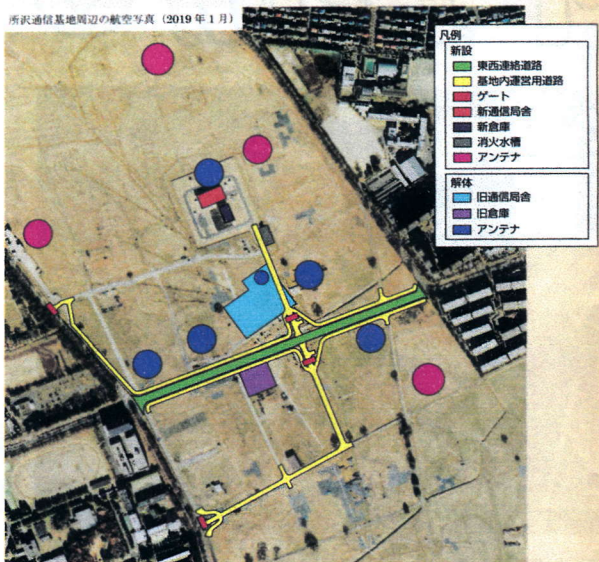 所沢通信基地周辺の航空写真（2019年1月）
凡例
新設
東西連絡道路
基地内運営用道路
ゲート
新通信局舎
新倉庫
消火水槽
アンテナ
解体
旧通信局舎
旧倉庫
アンテナ